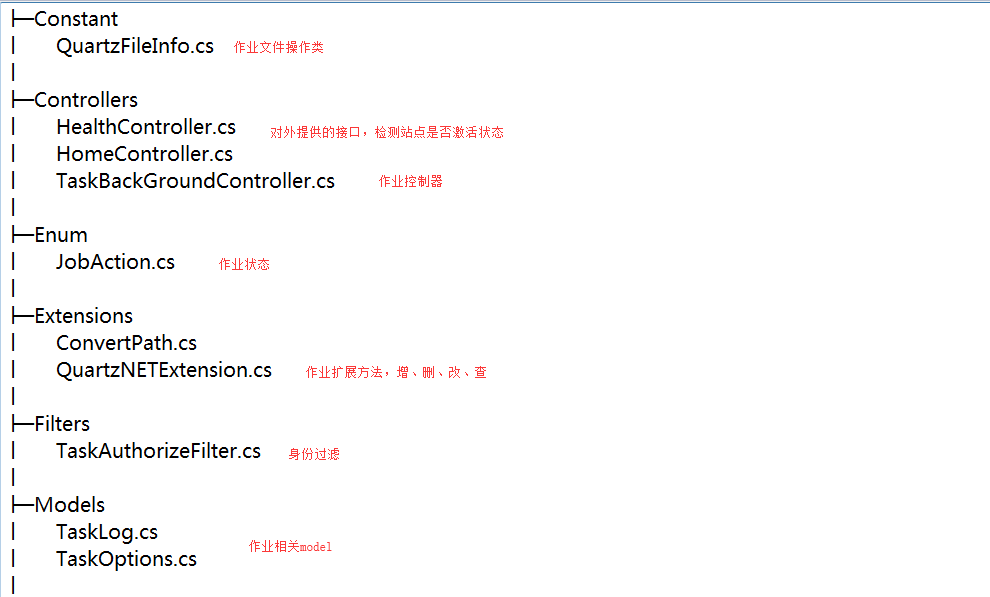 ├─Constant
│ QuartzFileInfo.cs 作业文件操作类
│
├─Controllers
│ HealthController.cs 对外提供的接口，检测站点是否激活状态
│ HomeController.cs
│ TaskBackGroundController.cs 作业控制器
│
├─Enum
│ JobAction.cs 作业状态
│
├─Extensions
│ ConvertPath.cs
│ QuartzNETExtension.cs 作业扩展方法，增、删、改、查
│
├─Filters
│ TaskAuthorizeFilter.cs 身份过滤
│
├─Models
│ TaskLog.cs
作业相关model
│ TaskOptions.cs
│